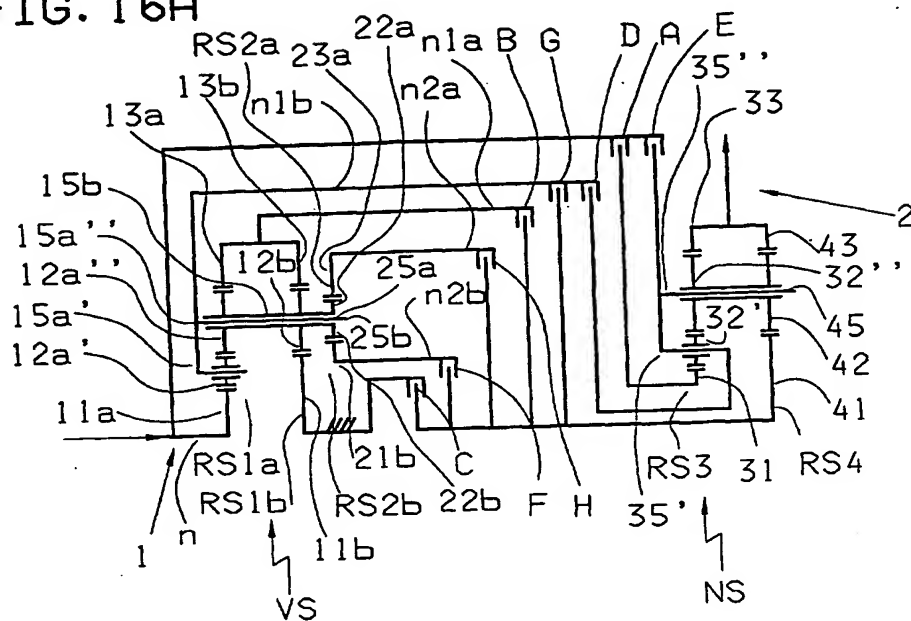 FIG. 16H
22a n1a B G D A E
RS2a 23a
13b n1b n2a 35'' 33
13a
15b 2
15a'' 43
12a'' 12b 25a 32''
15a' n2b 32' 45
12a' 25b 42
11a 41
RS1a 21b C RS3 31 RS4
RS1b RS2b 22b F H 35'
1 n 11b
VS NS